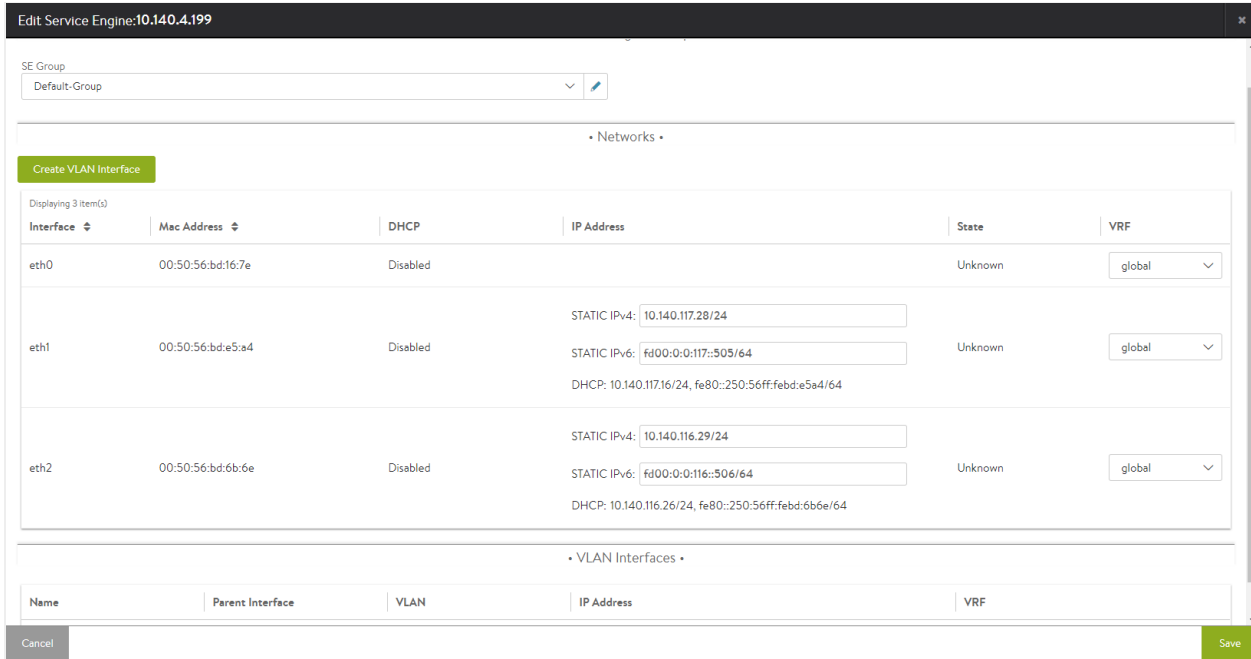 Edit Service Engine:10.140.4.199
SE Group
Default-Group
• Networks •
Create VLAN Interface
Displaying 3 item(s)
Interface Mac Address DHCP IP Address State VRF
eth0 00:50:56:bd:16:7e Disabled Unknown global
STATIC IPv4: 10.140.117.28/24
eth1 00:50:56:bd:e5:a4 Disabled STATIC IPv6: fd00:0:0:117::505/64 Unknown global
DHCP: 10.140.117.16/24, fe80::250:56ff:febd:e5a4/64
STATIC IPv4: 10.140.116.29/24
eth2 00:50:56:bd:6b:6e Disabled STATIC IPv6: fd00:0:0:116::506/64 Unknown global
DHCP: 10.140.116.26/24, fe80::250:56ff:febd:6b6e/64
• VLAN Interfaces •
Name Parent Interface VLAN IP Address VRF
Cancel Save